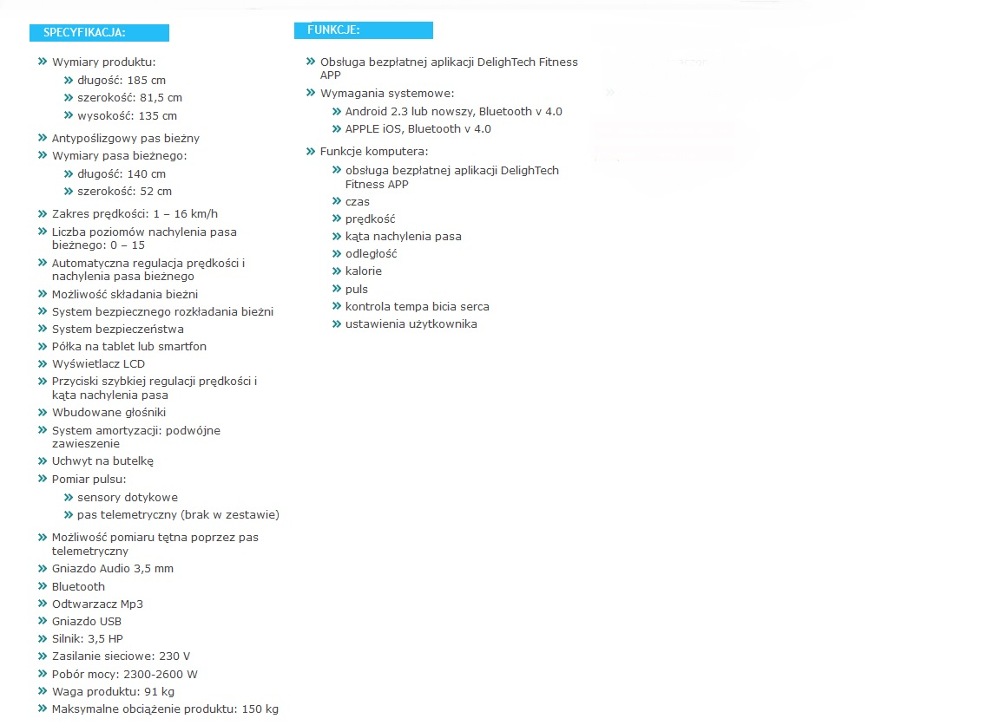 SPECYFIKACJA:
Wymiary produktu:
długość: 185 cm
szerokość: 81,5 cm
wysokość: 135 cm
Antypoślizgowy pas bieżny
Wymiary pasa bieżnego:
długość: 140 cm
szerokość: 52 cm
Zakres prędkości: 1 – 16 km/h
Liczba poziomów nachylenia pasa
bieżnego: 0 – 15
Automatyczna regulacja prędkości i
nachylenia pasa bieżnego
Możliwość składania bieżni
System bezpiecznego rozkładania bieżni
System bezpieczeństwa
Półka na tablet lub smartfon
Wyświetlacz LCD
Przyciski szybkiej regulacji prędkości i
kąta nachylenia pasa
Wbudowane głośniki
System amortyzacji: podwójne
zawieszenie
Uchwyt na butelkę
Pomiar pulsu:
sensory dotykowe
pas telemetryczny (brak w zestawie)
Możliwość pomiaru tętna poprzez pas
telemetryczny
Gniazdo Audio 3,5 mm
Bluetooth
Odtwarzacz Mp3
Gniazdo USB
Silnik: 3,5 HP
Zasilanie sieciowe: 230 V
Pobór mocy: 2300-2600 W
Waga produktu: 91 kg
Maksymalne obciążenie produktu: 150 kg
FUNKCJE:
Obsługa bezpłatnej aplikacji DelighTech Fitness
APP
Wymagania systemowe:
Android 2.3 lub nowszy, Bluetooth v 4.0
APPLE iOS, Bluetooth v 4.0
Funkcje komputera:
obsługa bezpłatnej aplikacji DelighTech
Fitness APP
czas
prędkość
kąta nachylenia pasa
odległość
kalorie
puls
kontrola tempa bicia serca
ustawienia użytkownika